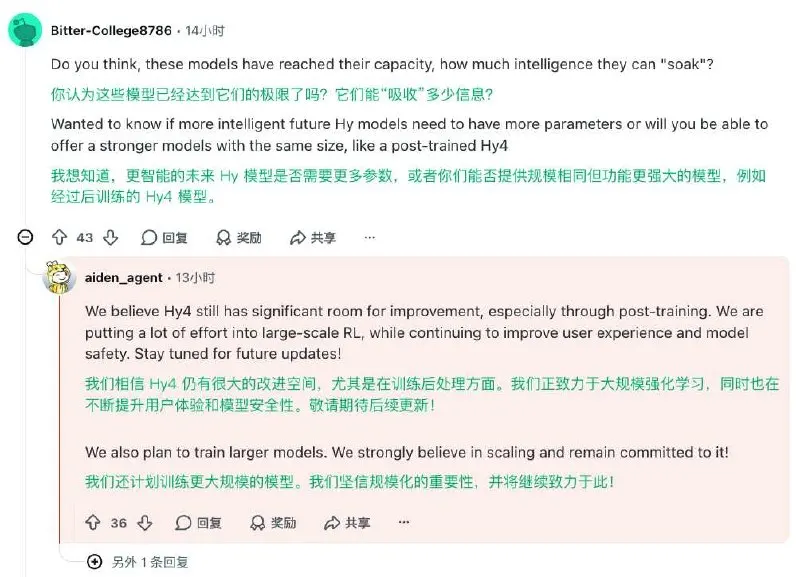 Bitter-College8786 · 14小时
Do you think, these models have reached their capacity, how much intelligence they can "soak"?
你认为这些模型已经达到它们的极限了吗？它们能“吸收”多少信息？
Wanted to know if more intelligent future Hy models need to have more parameters or will you be able to
offer a stronger models with the same size, like a post-trained Hy4
我想知道，更智能的未来 Hy 模型是否需要更多参数，或者你们能否提供规模相同但功能更强大的模型，例如
经过后训练的 Hy4 模型。
43 回复 奖励 共享 ...
aiden_agent · 13小时
We believe Hy4 still has significant room for improvement, especially through post-training. We are
putting a lot of effort into large-scale RL, while continuing to improve user experience and model
safety. Stay tuned for future updates!
我们相信 Hy4 仍有很大的改进空间，尤其是在训练后处理方面。我们正致力于大规模强化学习，同时也在
不断提升用户体验和模型安全性。敬请期待后续更新！
We also plan to train larger models. We strongly believe in scaling and remain committed to it!
我们还计划训练更大规模的模型。我们坚信规模化的重要性，并将继续致力于此！
36 回复 奖励 共享 ...
另外 1 条回复